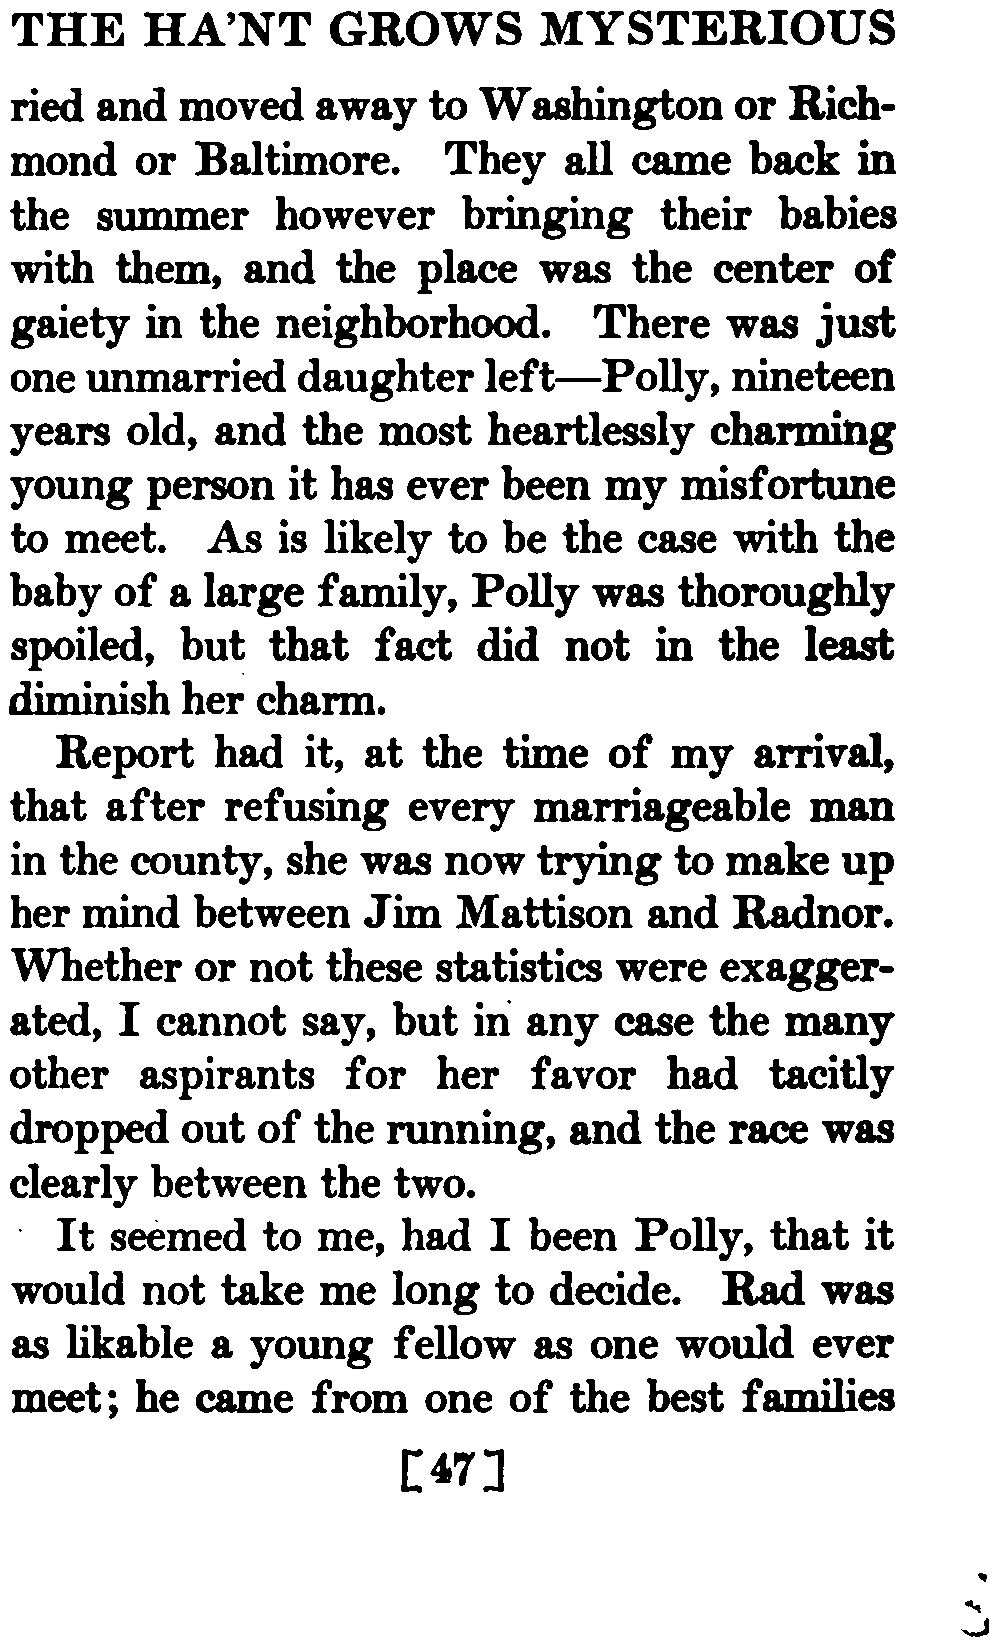 THE HA'NT GROWS MYSTERIOUS
ried and moved away to Washington or Rich-
mond or Baltimore. They all came back in
the summer however bringing their babies
with them, and the place was the center of
gaiety in the neighborhood. There was just
one unmarried daughter left—Polly, nineteen
years old, and the most heartlessly charming
young person it has ever been my misfortune
to meet. As is likely to be the case with the
baby of a large family, Polly was thoroughly
spoiled, but that fact did not in the least
diminish her charm.
Report had it, at the time of my arrival,
that after refusing every marriageable man
in the county, she was now trying to make up
her mind between Jim Mattison and Radnor.
Whether or not these statistics were exagger-
ated, I cannot say, but in any case the many
other aspirants for her favor had tacitly
dropped out of the running, and the race was
clearly between the two.
It seemed to me, had I been Polly, that it
would not take me long to decide. Rad was
as likable a young fellow as one would ever
meet; he came from one of the best families
[47]